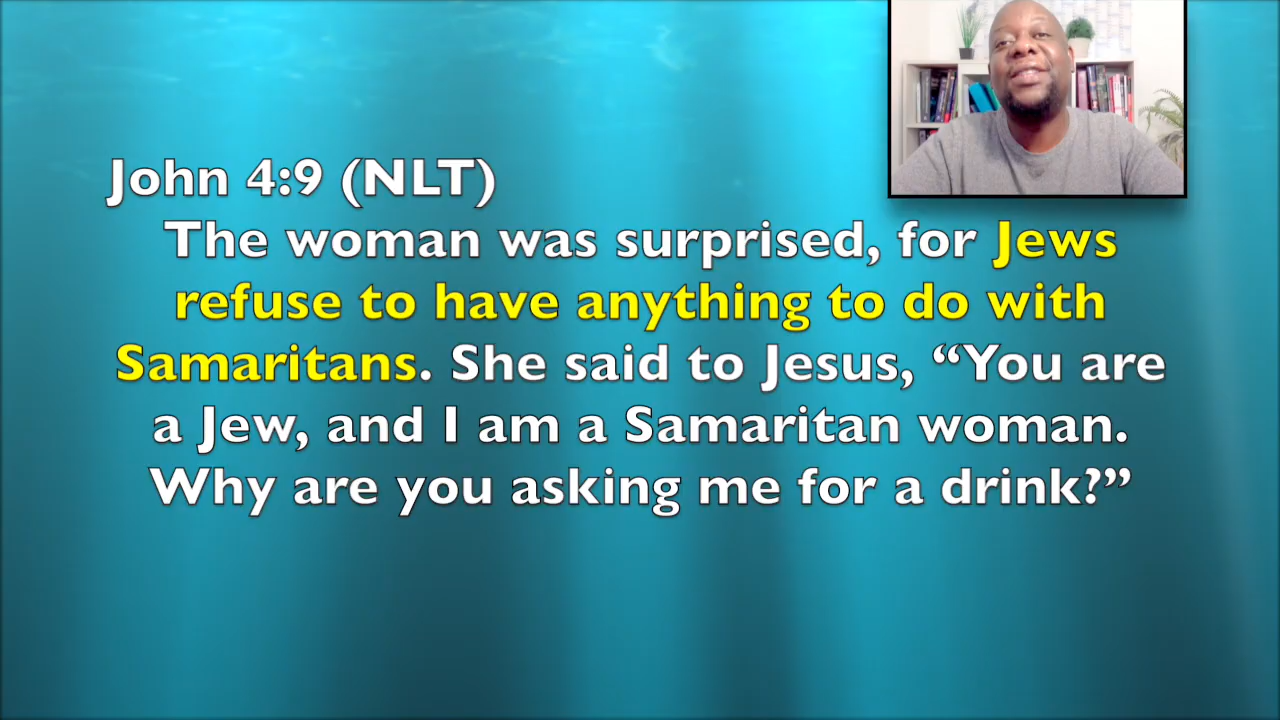 John 4:9 (NLT)
The woman was surprised, for Jews
refuse to have anything to do with
Samaritans. She said to Jesus, “You are
a Jew, and I am a Samaritan woman.
Why are you asking me for a drink?”